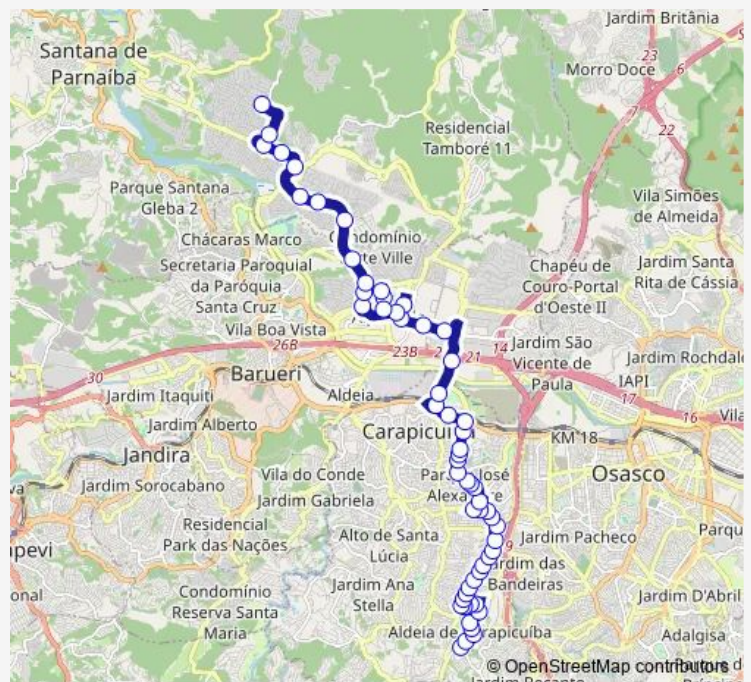 Jardim Britânia
Santana de
Parnaíba
23
6
Morro Doce
22
Residencial
Tamboré 11
Parque Santana
Gleba 2
Vila Simões
de Almeida
Chácaras Marco
Secretaria Paroquial
da Paróquia
Santa Cruz
Chapéu de
Couro-Portal
d'Oeste II
Jardim Santa
Rita de Cássia
Vila Boa Vista
26B
23B
21
14
Jardim São
Vicente de
Paula
Jardim Rochdale
IAPI
30
Barueri
Aldeia
17
16
Jardim Itaquiti
Jardim Alberto
KM 18
Jandira
Osasco
Vila do Conde
Jardim Sorocabano
Jardim Gabriela
Residencial
Park das Nações
Alto de Santa
Lúcia
Jardim Pacheco
9
Bandeiras
Jardim Ana
Stella
Condomínio
Reserva Santa
Maria
Jardim D'Abril
Adalgisa
© OpenStreetMap contributors